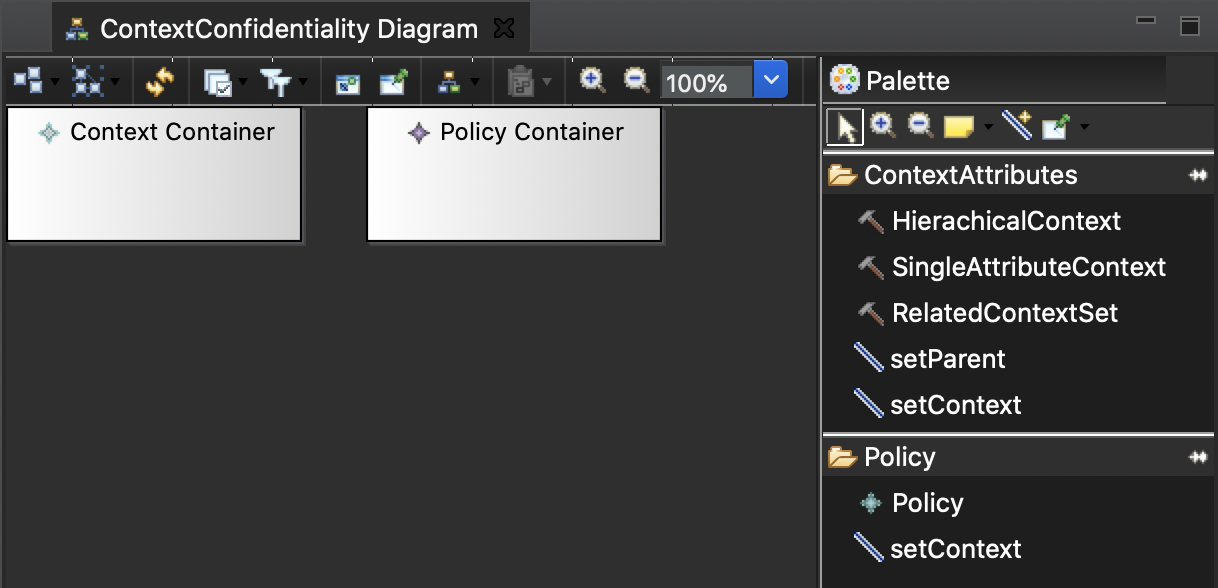 ContextConfidentiality Diagram
100%
Context Container
Policy Container
Palette
ContextAttributes
HierachicalContext
SingleAttributeContext
RelatedContextSet
setParent
setContext
Policy
Policy
setContext